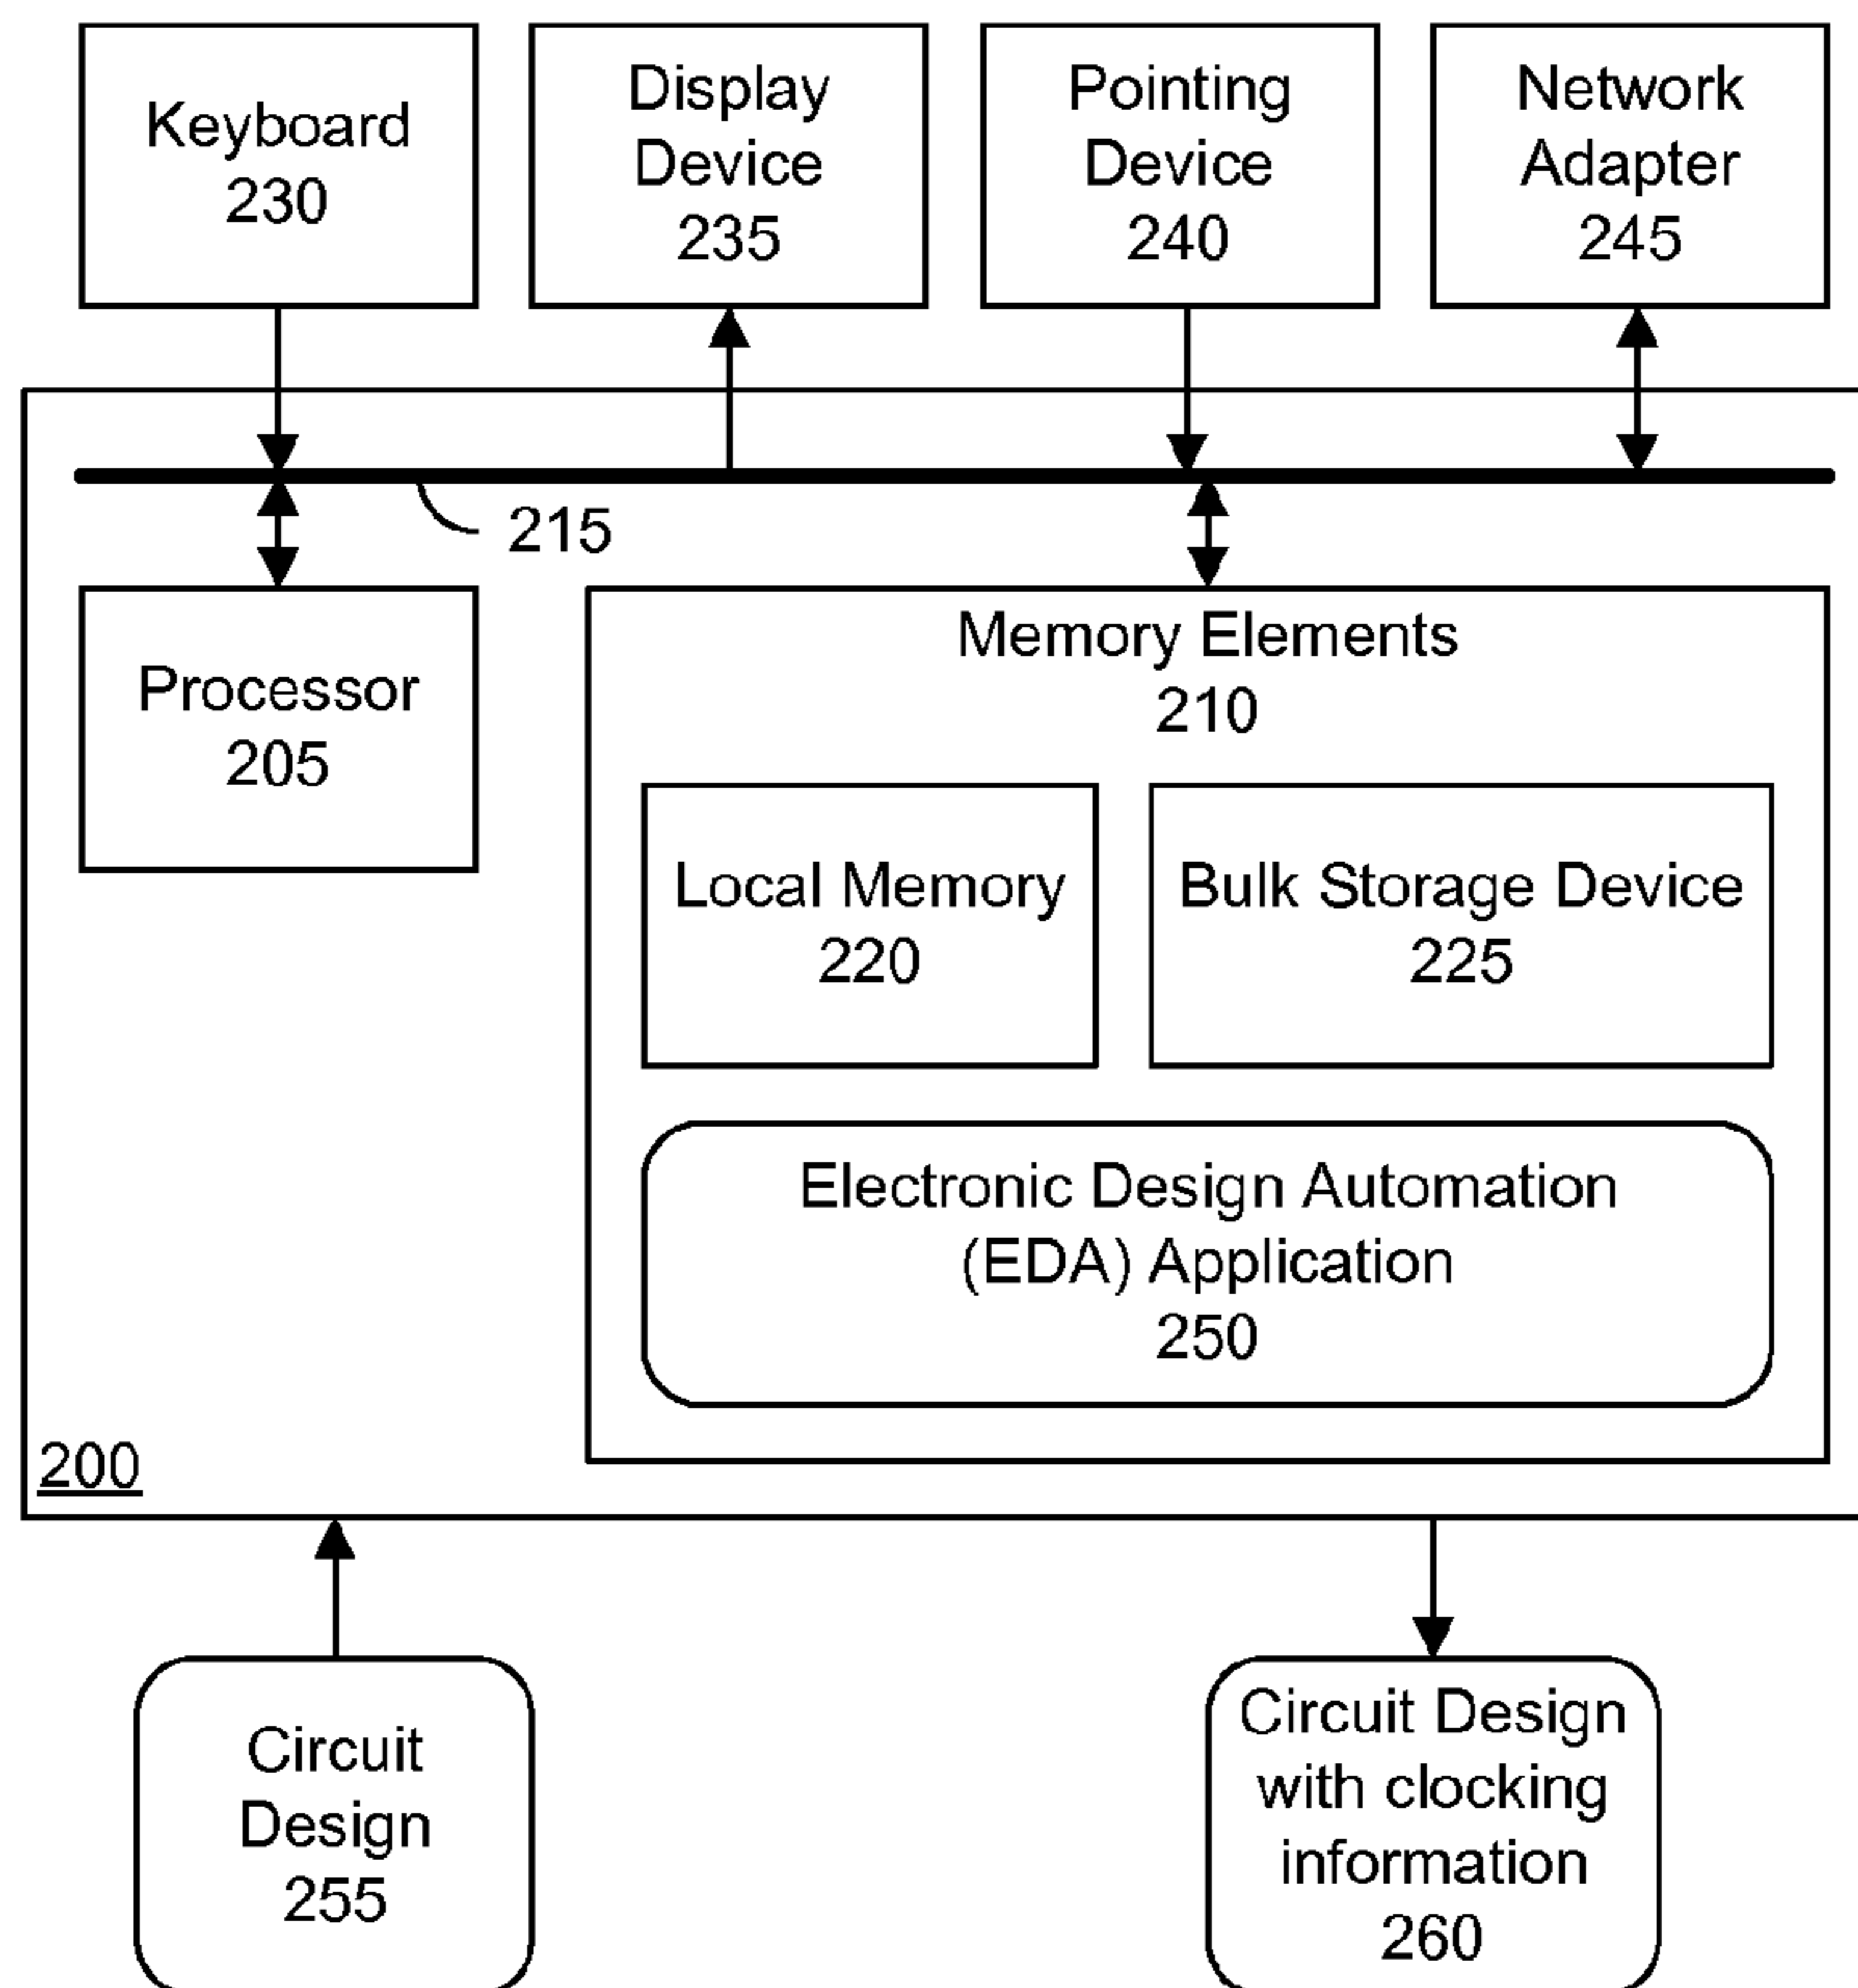 Keyboard
230
Display
Device
235
Pointing
Device
240
Network
Adapter
245
215
Processor
205
Memory Elements
210
Local Memory
220
Bulk Storage Device
225
Electronic Design Automation
(EDA) Application
250
200
Circuit
Design
255
Circuit Design
with clocking
information
260